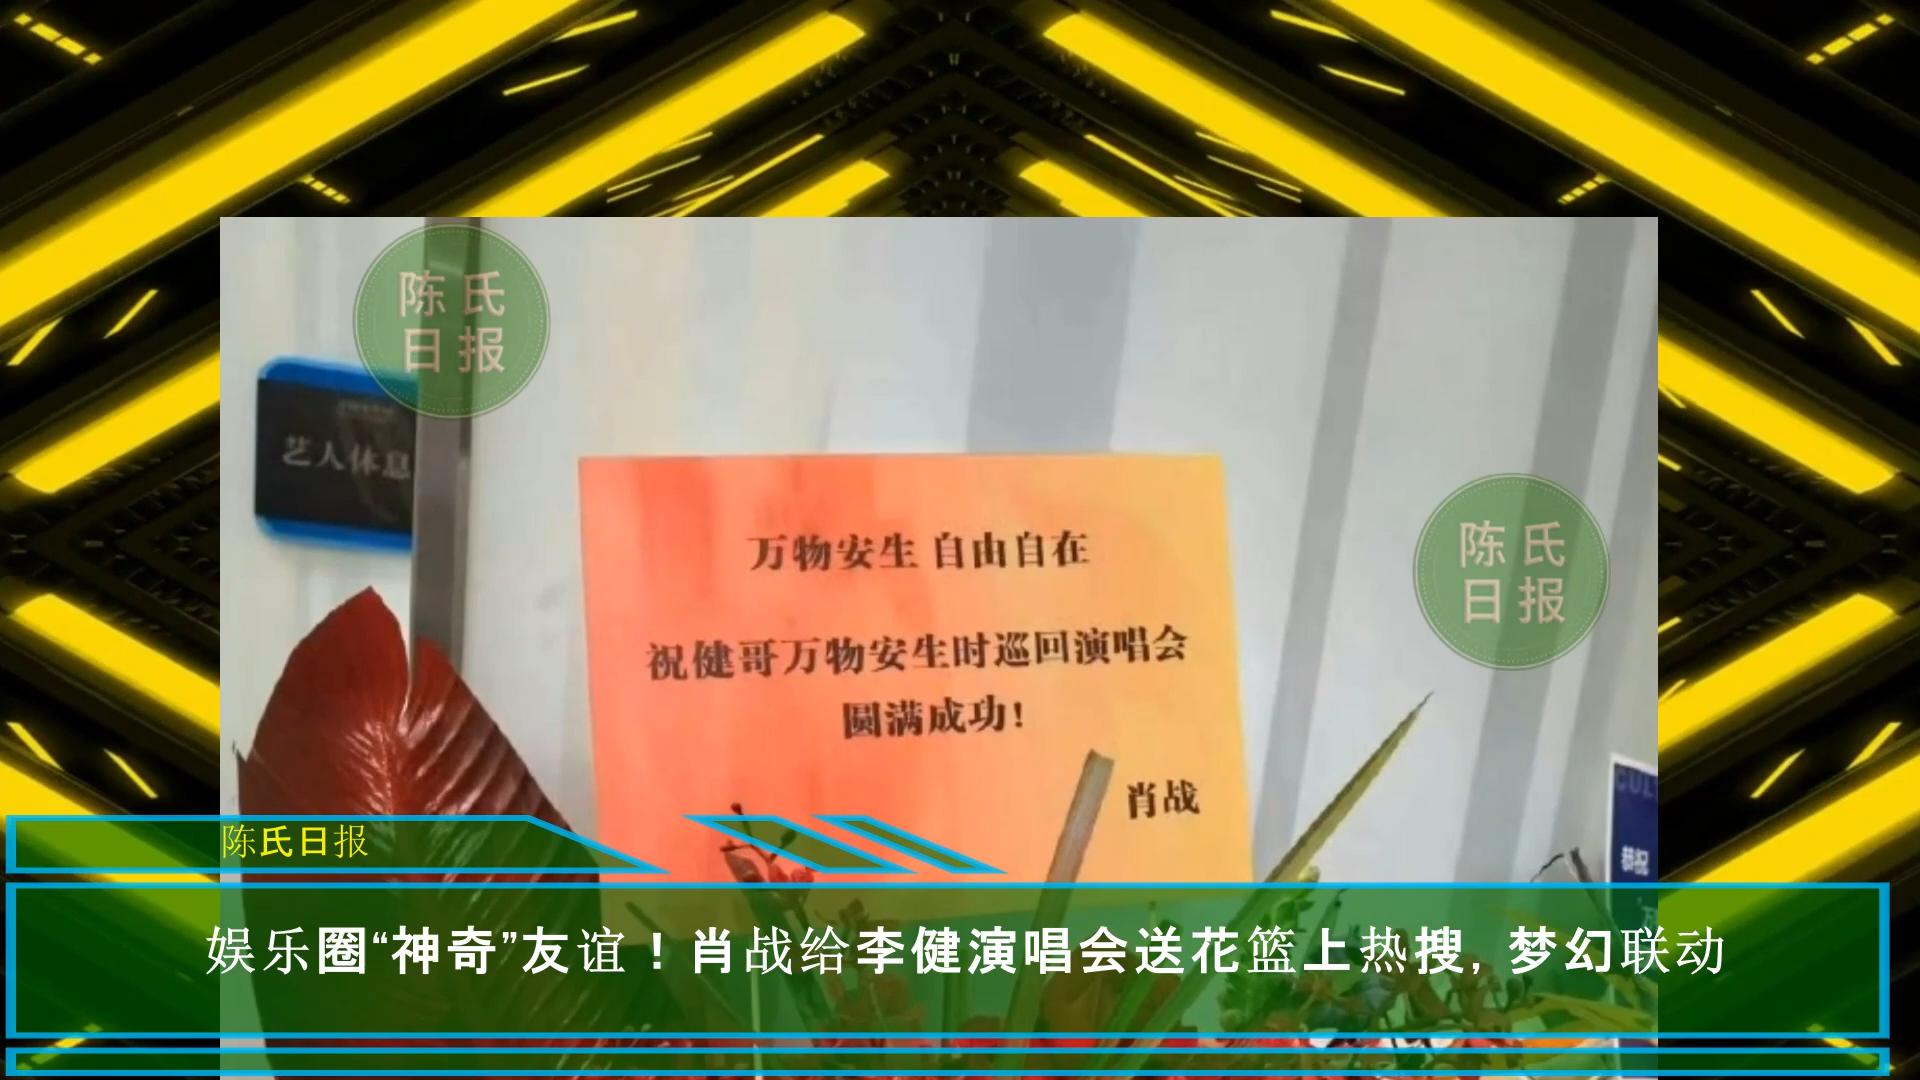 陈氏
日报
艺人休息
万物安生 自由自在
祝健哥万物安生时巡回演唱会
圆满成功!
肖战
陈氏
日报
CUL
恭祝
陈氏日报
娱乐圈“神奇”友谊！肖战给李健演唱会送花篮上热搜,梦幻联动